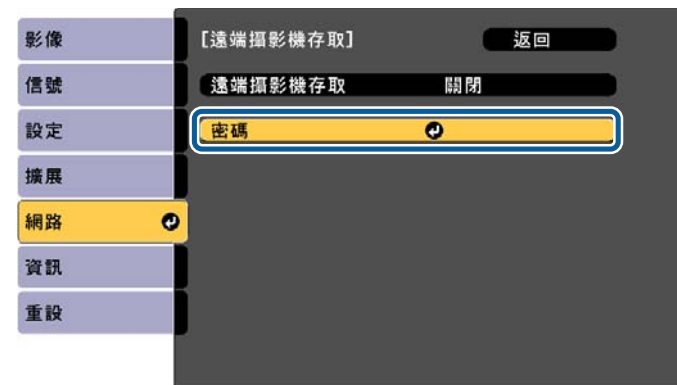 影像
信號
設定
擴展
網路
資訊
重設
[遠端攝影機存取]
返回
遠端攝影機存取 關閉
密碼